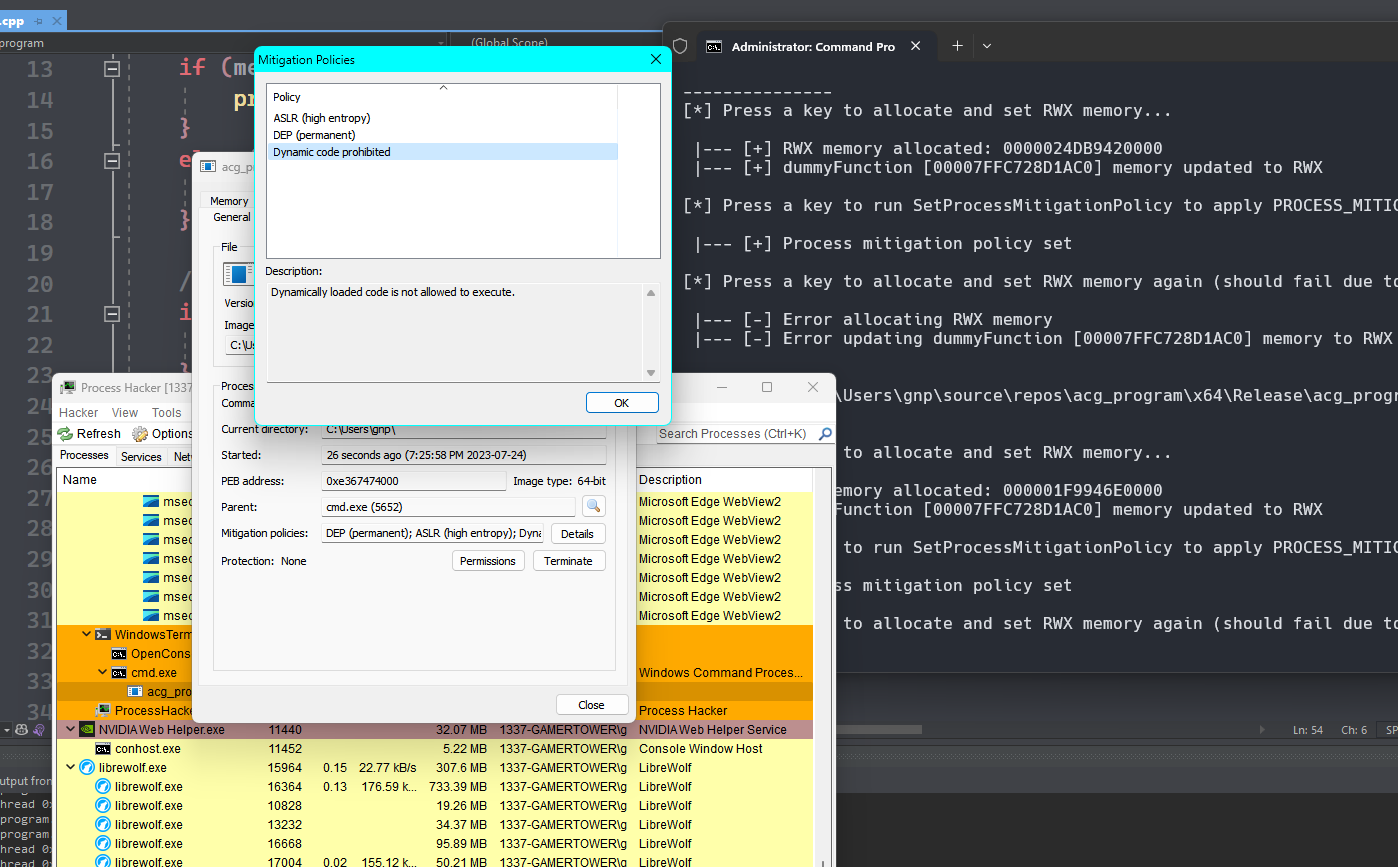 .cpp
program
(Global Scope)
13
if (me
14
pr
15
}
16
e
17
18
}
19
20
/
21
i
22
23
24
25
26
27
28
29
30
31
32
33
34
Administrator: Command Pro
---------------
[*] Press a key to allocate and set RWX memory...
|--- [+] RWX memory allocated: 0000024DB9420000
|--- [+] dummyFunction [00007FFC728D1AC0] memory updated to RWX
[*] Press a key to run SetProcessMitigationPolicy to apply PROCESS_MITIG
|--- [+] Process mitigation policy set
[*] Press a key to allocate and set RWX memory again (should fail due to
|--- [-] Error allocating RWX memory
|--- [-] Error updating dummyFunction [00007FFC728D1AC0] memory to RWX
\Users\gnp\source\repos\acg_program\x64\Release\acg_progr
to allocate and set RWX memory...
emory allocated: 000001F9946E0000
Function [00007FFC728D1AC0] memory updated to RWX
to run SetProcessMitigationPolicy to apply PROCESS_MITIG
ss mitigation policy set
to allocate and set RWX memory again (should fail due to
Mitigation Policies
Policy
ASLR (high entropy)
DEP (permanent)
Dynamic code prohibited
Description:
Dynamically loaded code is not allowed to execute.
OK
acg_p
Memory
General
File
Versio
Image
C:\Us
Proces
Comma
Current directory:
C:\Users\gnp\
Started:
26 seconds ago (7:25:58 PM 2023-07-24)
PEB address:
0xe367474000
Image type: 64-bit
Parent:
cmd.exe (5652)
Mitigation policies:
DEP (permanent); ASLR (high entropy); Dyna
Details
Protection: None
Permissions
Terminate
Close
Process Hacker [1337
Hacker View Tools
Refresh
Options
Search Processes (Ctrl+K)
Processes Services Net
Name
Description
msec Microsoft Edge WebView2
msec Microsoft Edge WebView2
msec Microsoft Edge WebView2
msec Microsoft Edge WebView2
msec Microsoft Edge WebView2
msec Microsoft Edge WebView2
msec Microsoft Edge WebView2
WindowsTerm
OpenCons
cmd.exe Windows Command Proces...
acg_pro
ProcessHacke Process Hacker
NVIDIA Web Helper.exe 11440 32.07 MB 1337-GAMERTOWER\g NVIDIA Web Helper Service
conhost.exe 11452 5.22 MB 1337-GAMERTOWER\g Console Window Host
librewolf.exe 15964 0.15 22.77 kB/s 307.6 MB 1337-GAMERTOWER\g LibreWolf
librewolf.exe 16364 0.13 176.59 k... 733.39 MB 1337-GAMERTOWER\g LibreWolf
librewolf.exe 10828 19.26 MB 1337-GAMERTOWER\g LibreWolf
librewolf.exe 13232 34.37 MB 1337-GAMERTOWER\g LibreWolf
librewolf.exe 16668 95.89 MB 1337-GAMERTOWER\g LibreWolf
librewolf.exe 17004 0.02 155.12 k... 50.21 MB 1337-GAMERTOWER\g LibreWolf
Ln: 54 Ch: 6 SP
utput from
hread 0x
program
program
hread 0x
hread 0x